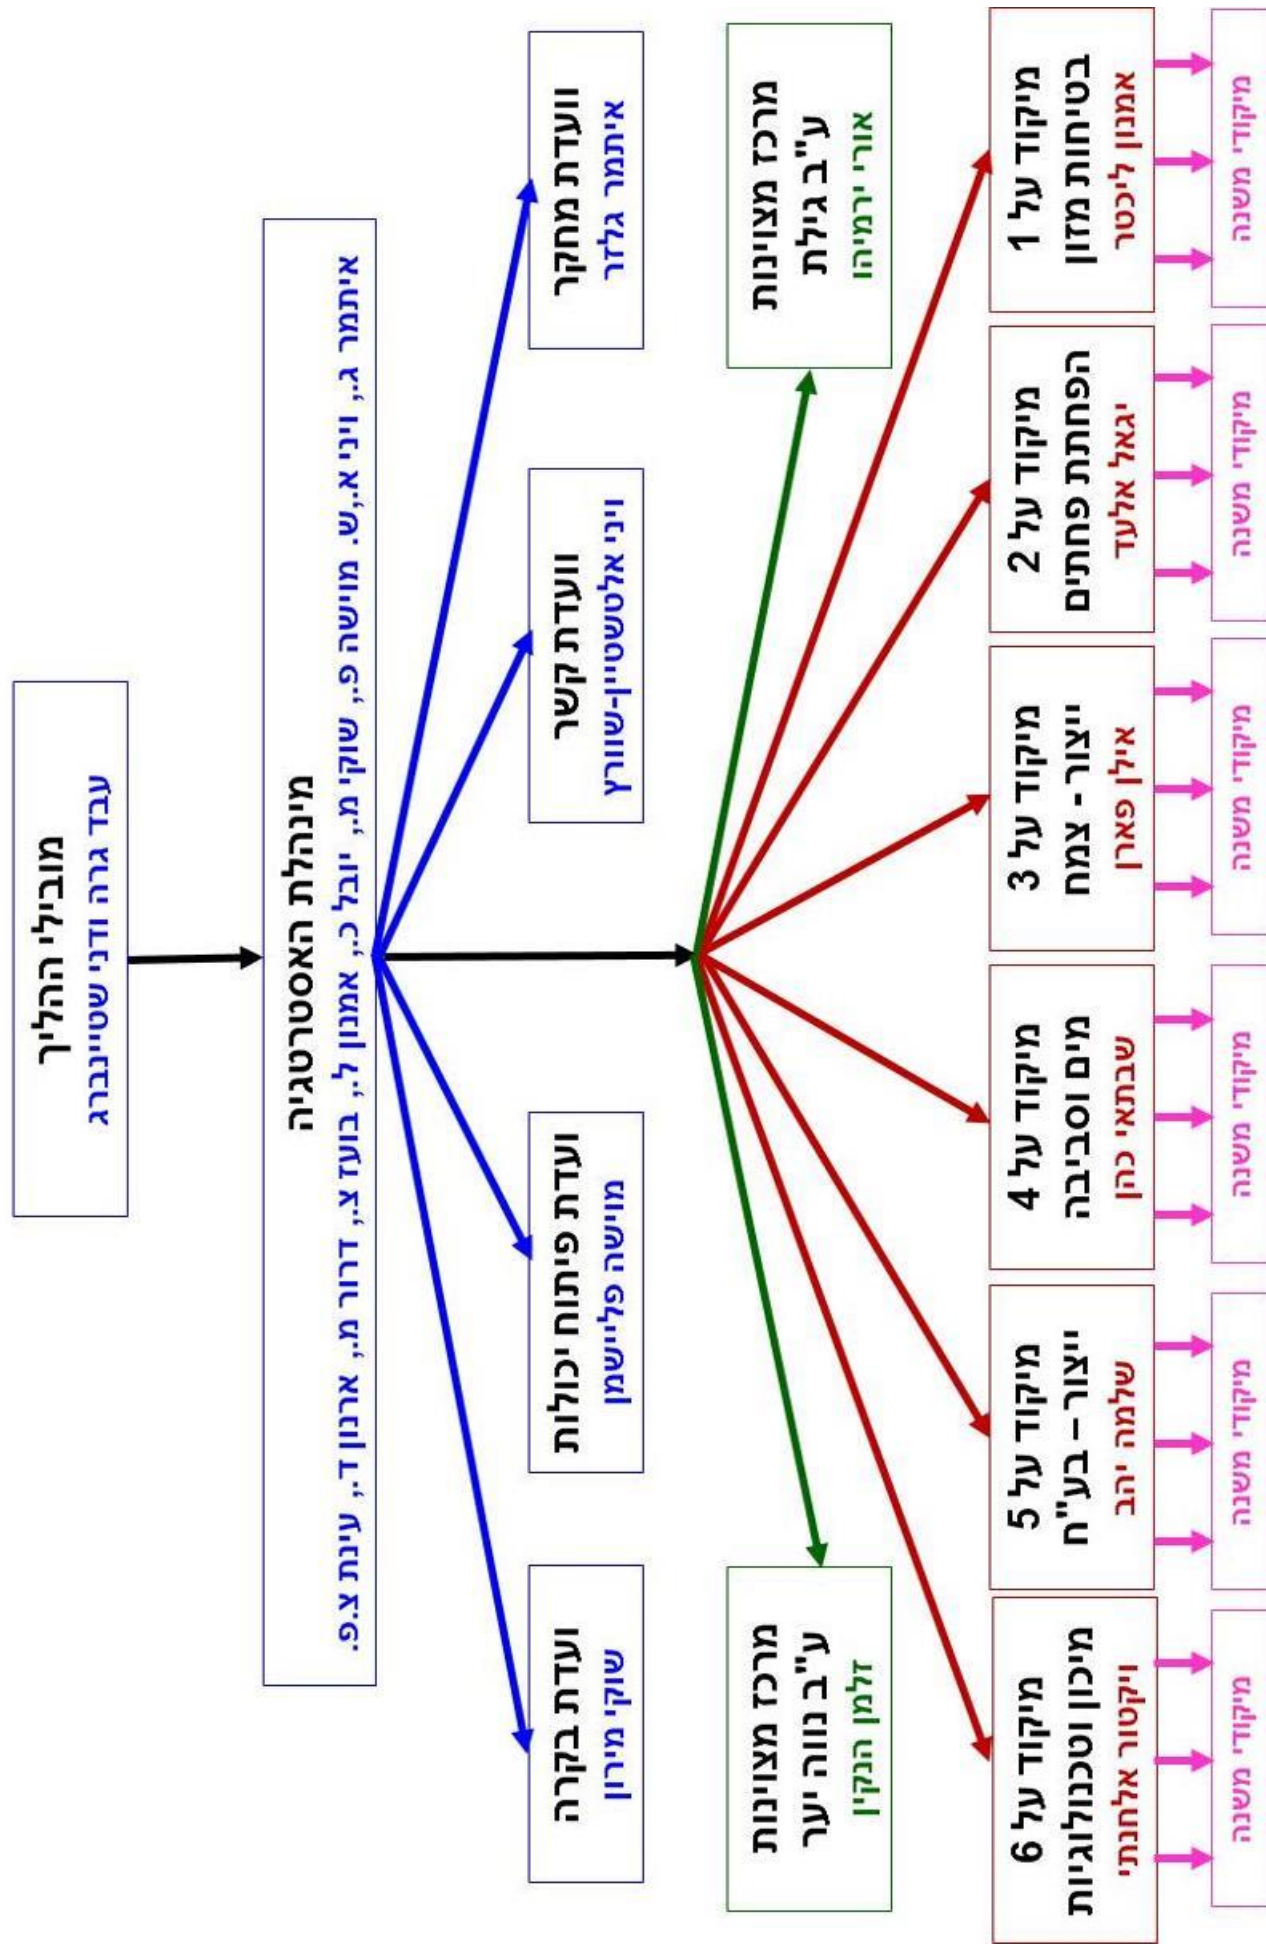 מובילי ההליך
עבד גרה ודני שטיינברג
מינהלת האסטרטגיה
איתמר ג., ויני א.ש. מוישה פ., שוקי מ., יובל כ., אמנון ל., בועז צ., דרור מ., ארנון ד., עינת צ.פ.
וועדת מחקר
איתמר גלזר
וועדת קשר
ויני אלטשטיין-שוורץ
ועדת פיתוח יכולות
מוישה פליישמן
ועדת בקרה
שוקי מירון
מרכז מצוינות
ע"ב גילת
אורי ירמיהו
מרכז מצוינות
ע"ב נווה יער
זלמן הנקין
מיקוד על 1
בטיחות מזון
אמנון ליכטר
מיקוד על 2
הפחתת פחתים
יגאל אלעד
מיקוד על 3
ייצור - צמח
אילן פארן
מיקוד על 4
מים וסביבה
שבתאי כהן
מיקוד על 5
ייצור – בע"ח
שלמה יהב
מיקוד על 6
מיכון וטכנולוגיות
ויקטור אלחנתי
מיקודי משנה
מיקודי משנה
מיקודי משנה
מיקודי משנה
מיקודי משנה
מיקודי משנה